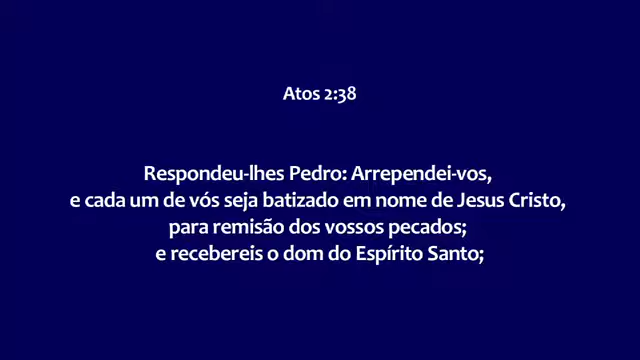 Atos 2:38
Respondeu-lhes Pedro: Arrependei-vos,
e cada um de vós seja batizado em nome de Jesus Cristo,
para remisão dos vossos pecados;
e recebereis o dom do Espírito Santo;